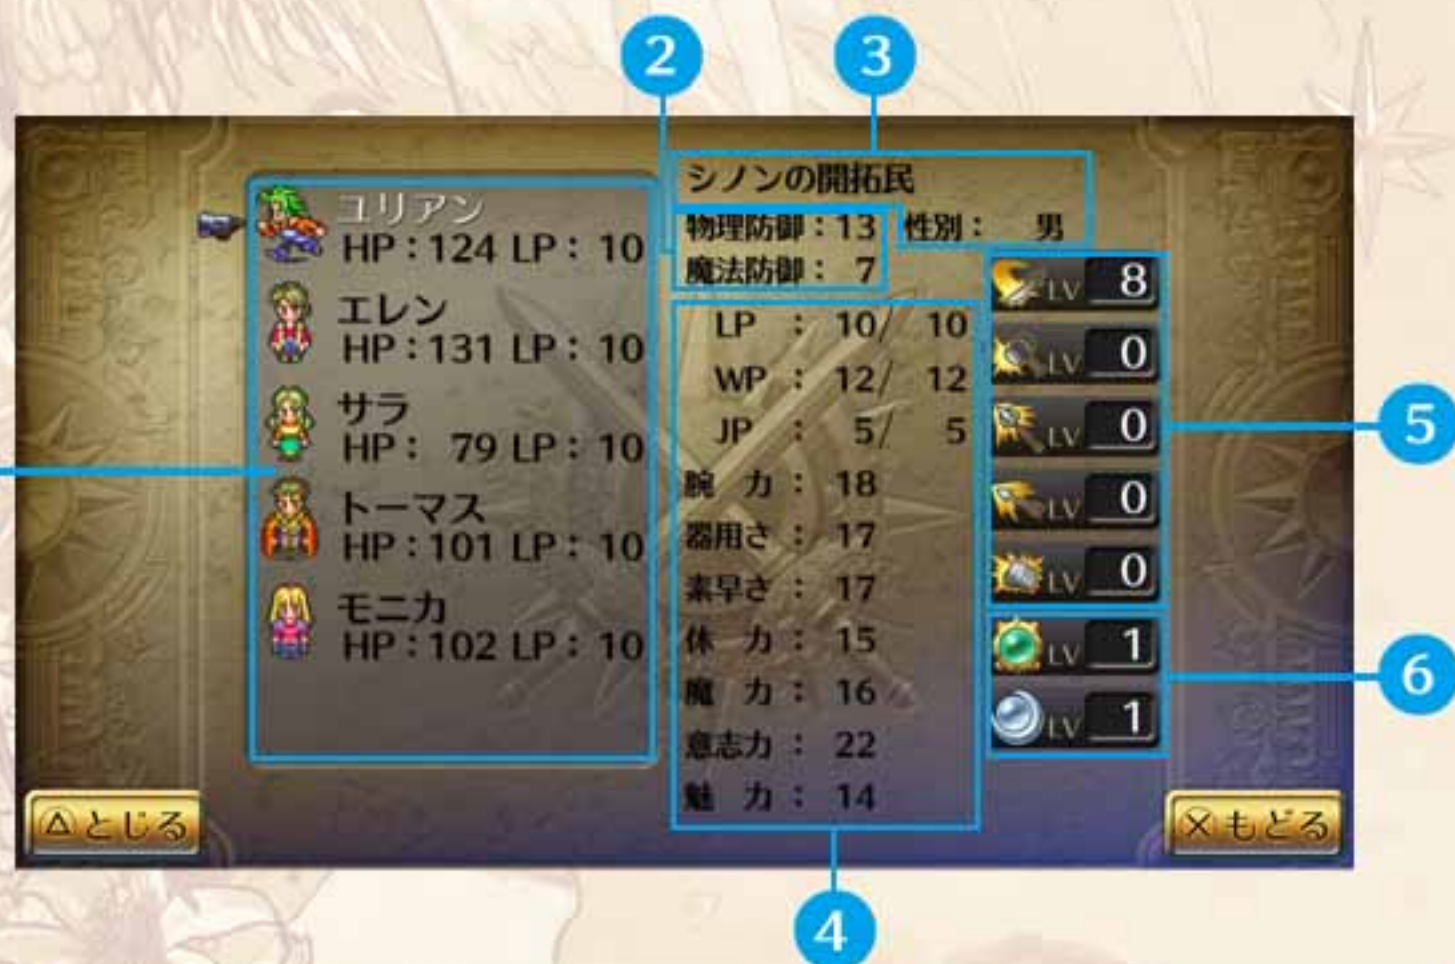 2
3
ユリアン
HP：124 LP： 10
エレン
HP：131 LP： 10
サラ
HP： 79 LP： 10
トーマス
HP：101 LP： 10
モニカ
HP：102 LP： 10
シノンの開拓民
物理防御：13 性別： 男
魔法防御： 7
LP ： 10/ 10
WP ： 12/ 12
JP ： 5/ 5
腕 力： 18
器用さ： 17
素早さ： 17
体 力： 15
魔 力： 16
意志力： 22
魅 力： 14
LV 8
LV 0
LV 0
LV 0
LV 0
LV 1
LV 1
5
6
△とじる
×もどる
4